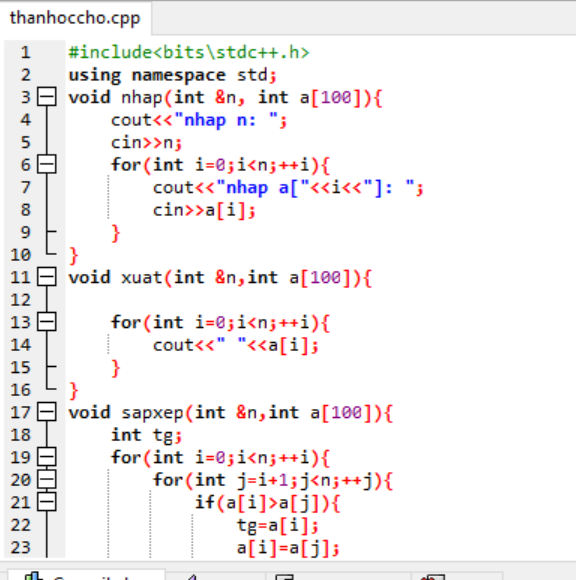 thanhoccho.cpp
1 #include<bits\stdc++.h>
2 using namespace std;
3 void nhap(int &n, int a[100]){
4 cout<<"nhap n: ";
5 cin>>n;
6 for(int i=0;i<n;++i){
7 cout<<"nhap a["<<i<<"]: ";
8 cin>>a[i];
9 }
10 }
11 void xuat(int &n,int a[100]){
12
13 for(int i=0;i<n;++i){
14 cout<<" "<<a[i];
15 }
16 }
17 void sapxep(int &n,int a[100]){
18 int tg;
19 for(int i=0;i<n;++i){
20 for(int j=i+1;j<n;++j){
21 if(a[i]>a[j]){
22 tg=a[i];
23 a[i]=a[j];